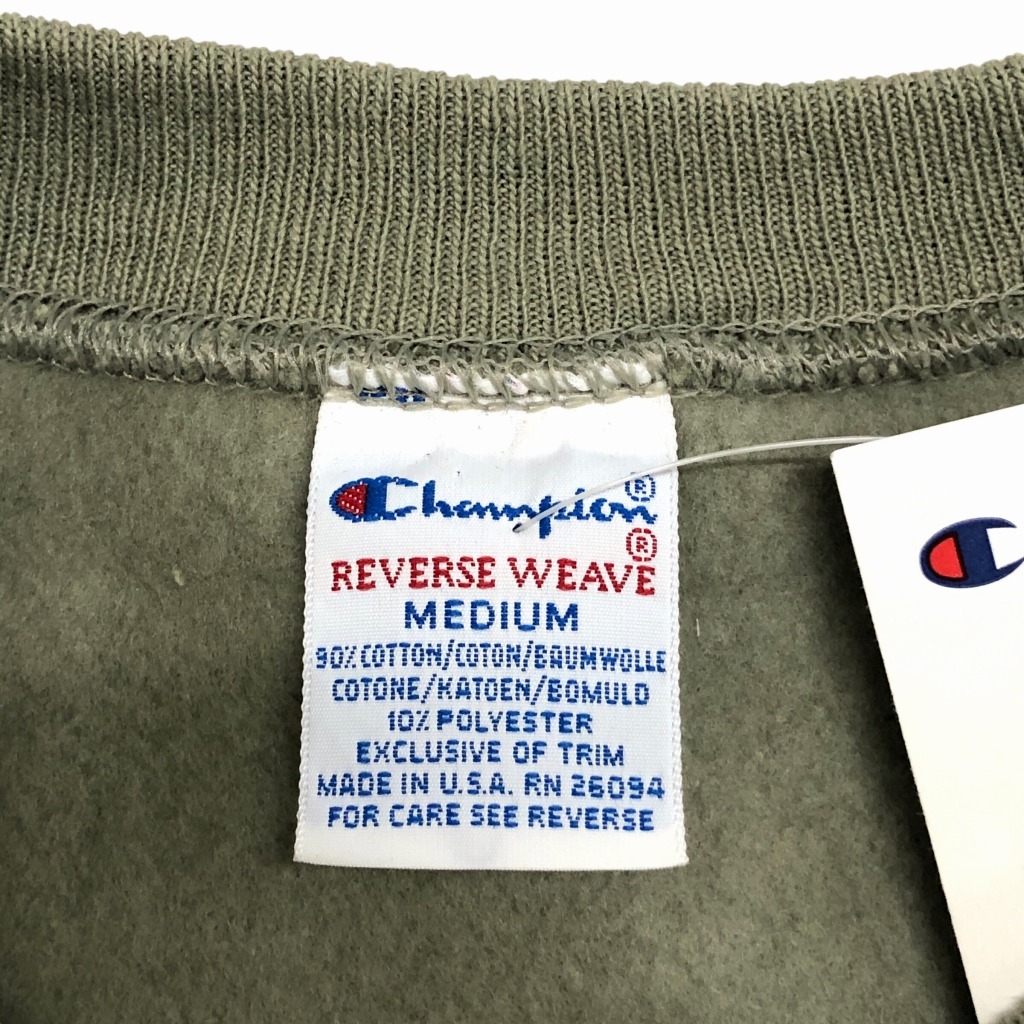 Champion®
REVERSE WEAVE®
MEDIUM
90% COTTON/COTON/BAUMWOLLE
COTONE/KATOEN/BOMULD
10% POLYESTER
EXCLUSIVE OF TRIM
MADE IN U.S.A. RN 26094
FOR CARE SEE REVERSE